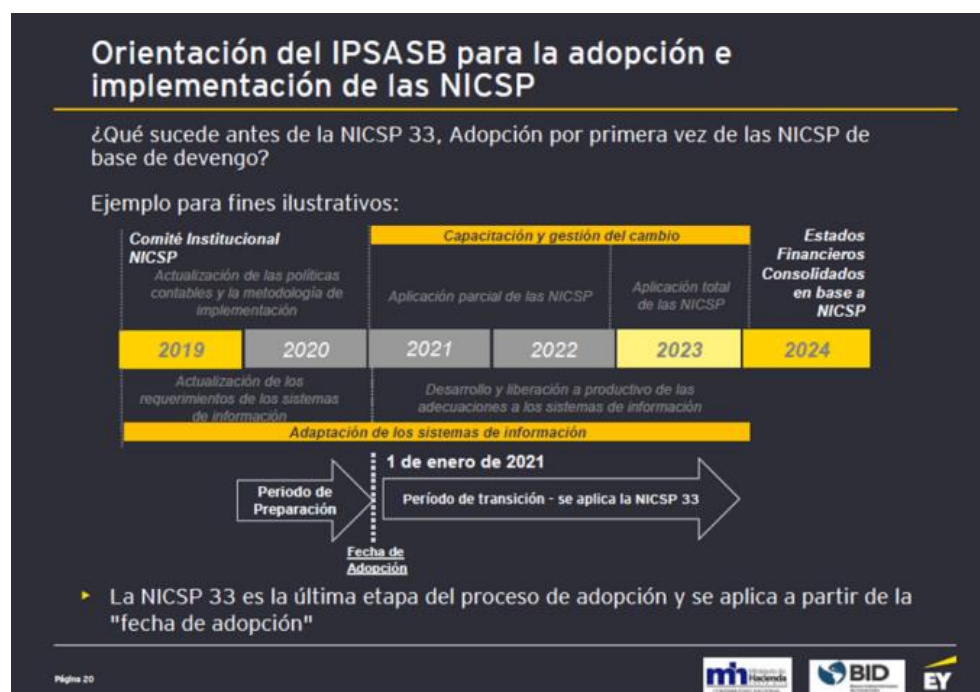 Orientación del IPSASB para la adopción e
implementación de las NICSP
¿Qué sucede antes de la NICSP 33, Adopción por primera vez de las NICSP de
base de devengo?
Ejemplo para fines ilustrativos:
Comité Institucional
NICSP
Actualización de las políticas
contables y la metodología de
implementación
Capacitación y gestión del cambio
Aplicación parcial de las NICSP
Aplicación total
de las NICSP
Estados
Financieros
Consolidados
en base a
NICSP
2019
2020
2021
2022
2023
2024
Actualización de los
requerimientos de los sistemas
de información
Desarrollo y liberación a productivo de las
adecuaciones a los sistemas de información
Adaptación de los sistemas de información
1 de enero de 2021
Periodo de
Preparación
Período de transición - se aplica la NICSP 33
Fecha de
Adopción
La NICSP 33 es la última etapa del proceso de adopción y se aplica a partir de la
"fecha de adopción"
Página 20
mh
Hacienda
BID
EY